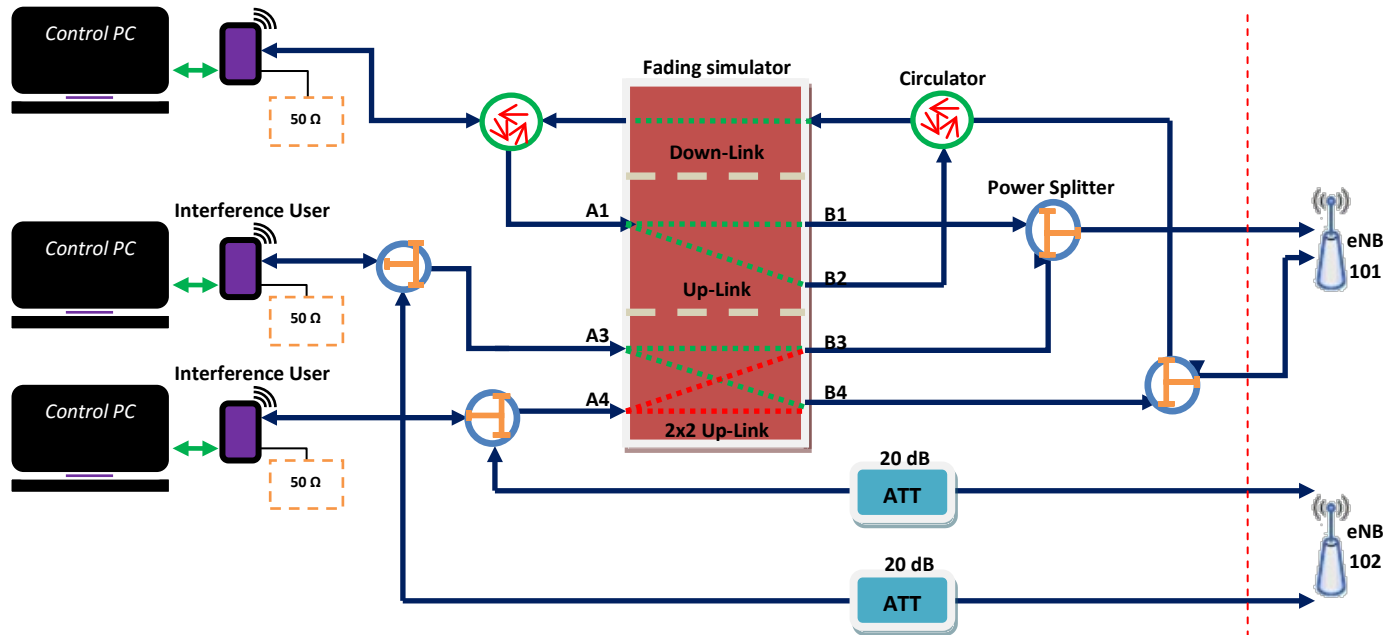 Control PC
50 Ω
Fading simulator
Circulator
Down-Link
Power Splitter
Interference User
A1
B1
Control PC
eNB
101
B2
50 Ω
Up-Link
A3
B3
Interference User
Control PC
A4
B4
2x2 Up-Link
50 Ω
20 dB
ATT
eNB
102
20 dB
ATT